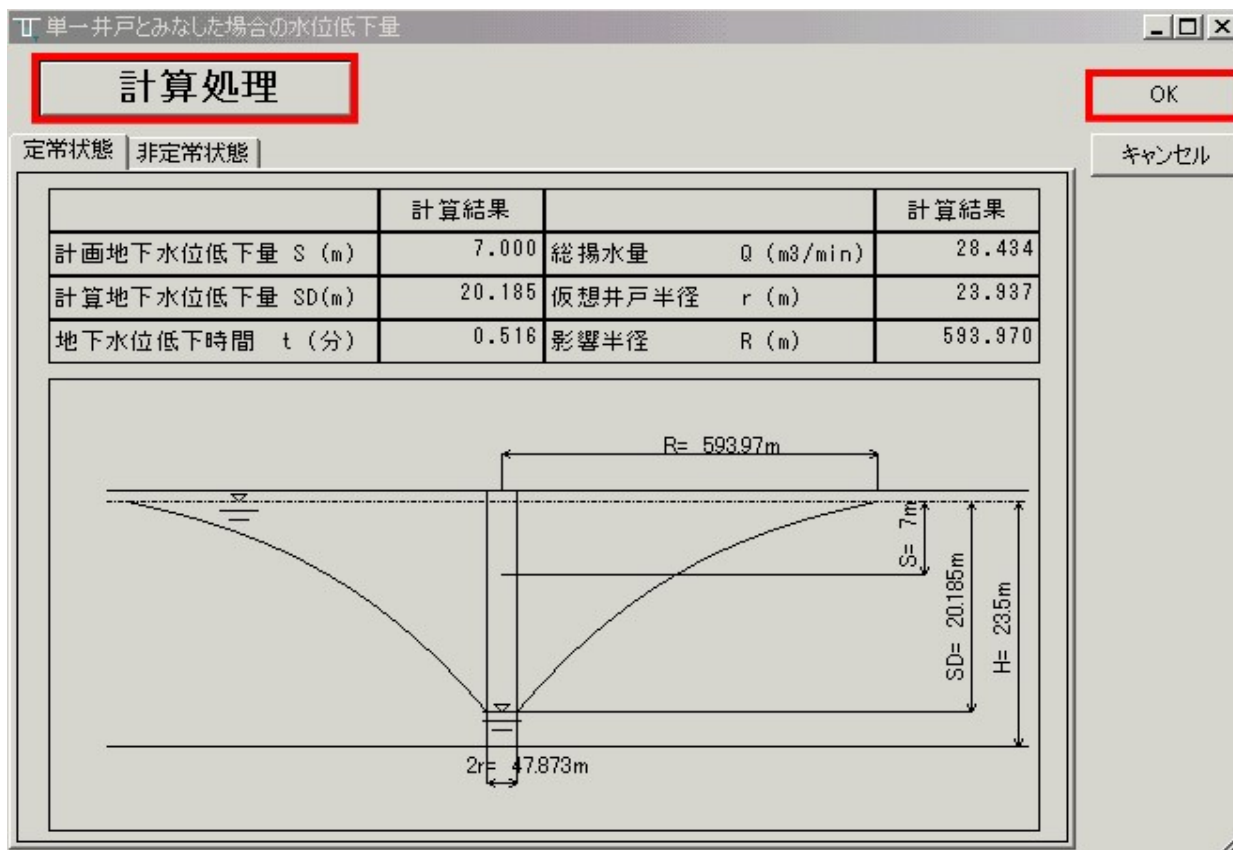 単一井戸とみなした場合の水位低下量
計算処理
OK
キャンセル
定常状態 非定常状態
計算結果 計算結果
計画地下水位低下量 S (m) 7.000 総揚水量 Q (m3/min) 28.434
計算地下水位低下量 SD(m) 20.185 仮想井戸半径 r (m) 23.937
地下水位低下時間 t (分) 0.516 影響半径 R (m) 593.970
R= 593.97m
S= 7m
SD= 20.185m
H= 23.5m
2r= 47.873m